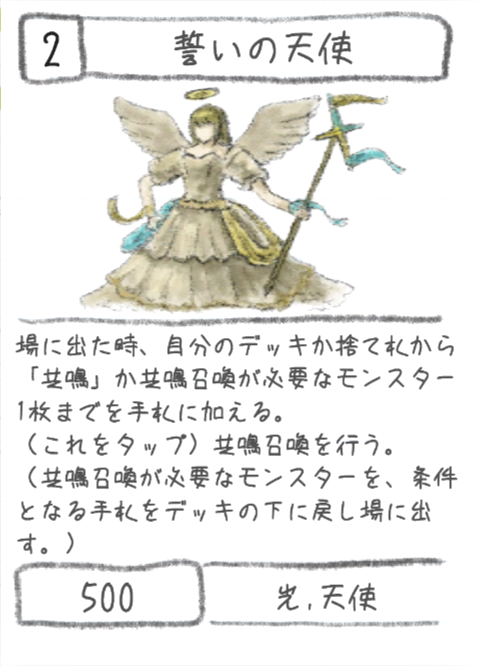 2
誓いの天使
場に出た時、自分のデッキか捨て札から
「共鳴」か共鳴召喚が必要なモンスター
1枚までを手札に加える。
（これをタップ）共鳴召喚を行う。
（共鳴召喚が必要なモンスターを、条件
となる手札をデッキの下に戻し場に出
す。）
500
光,天使